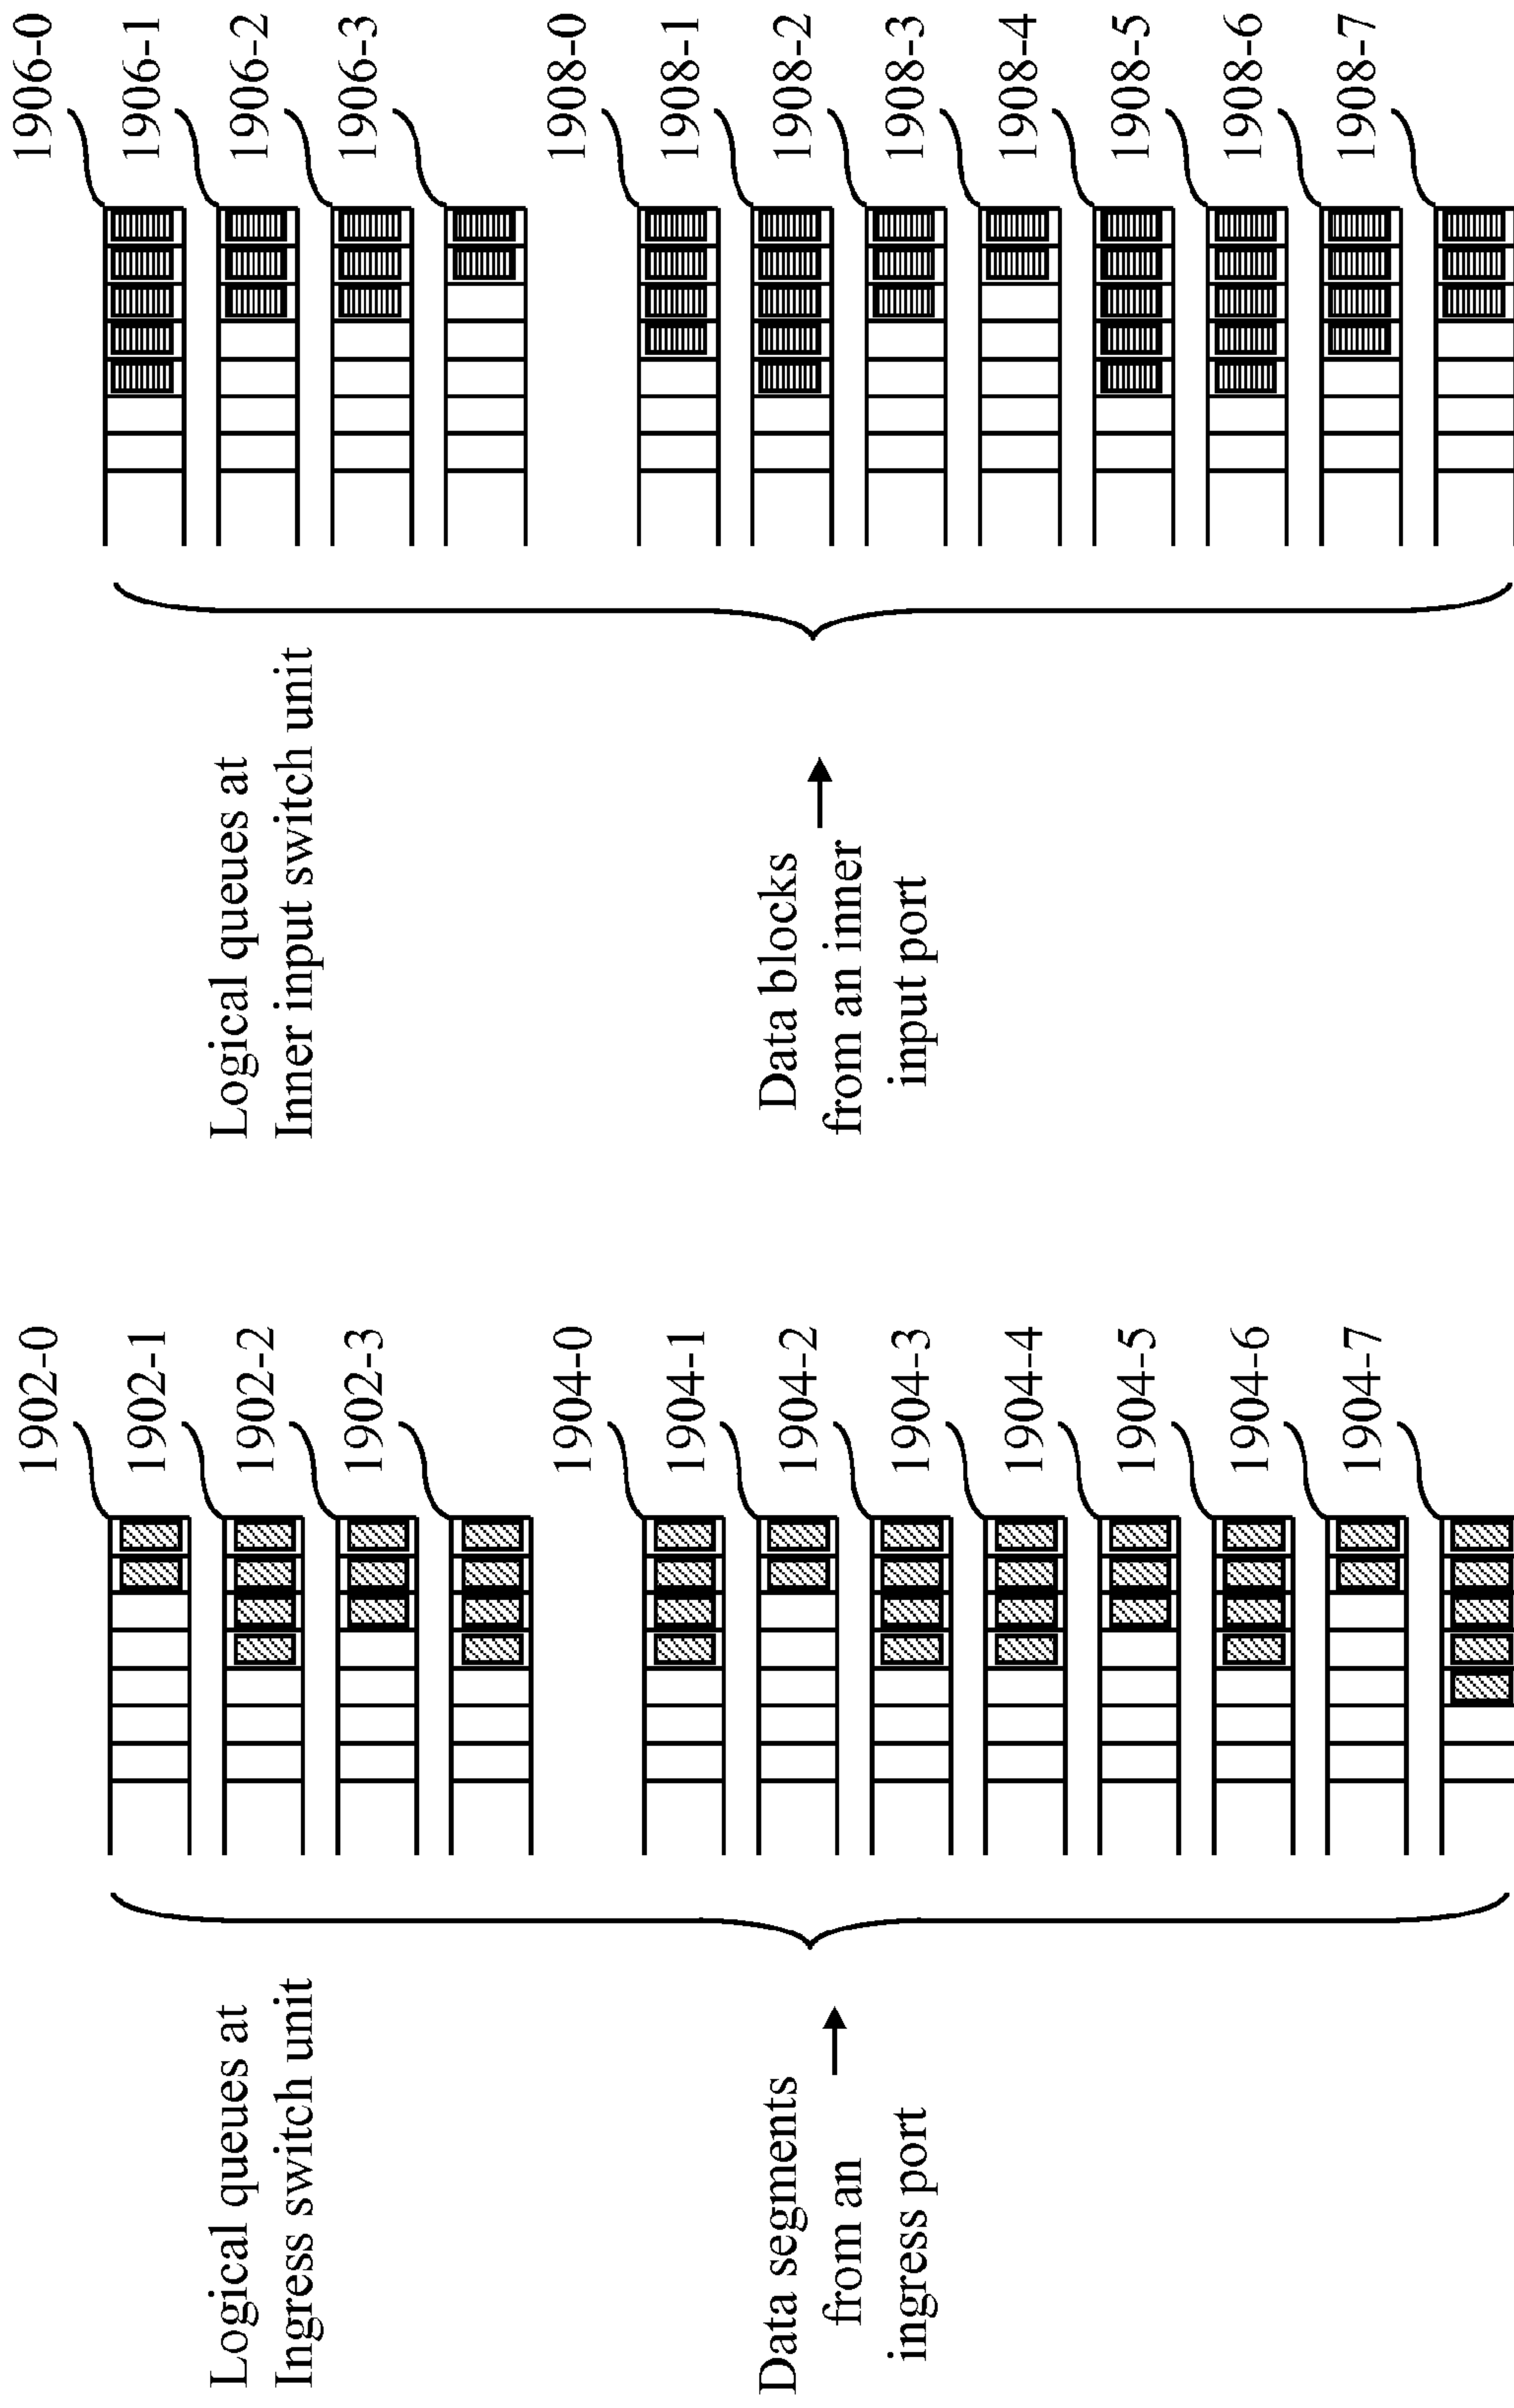 Logical queues at
Ingress switch unit
Data segments
from an
ingress port
1902-0
1902-1
1902-2
1902-3
1904-0
1904-1
1904-2
1904-3
1904-4
1904-5
1904-6
1904-7
Logical queues at
Inner input switch unit
Data blocks
from an inner
input port
1906-0
1906-1
1906-2
1906-3
1908-0
1908-1
1908-2
1908-3
1908-4
1908-5
1908-6
1908-7